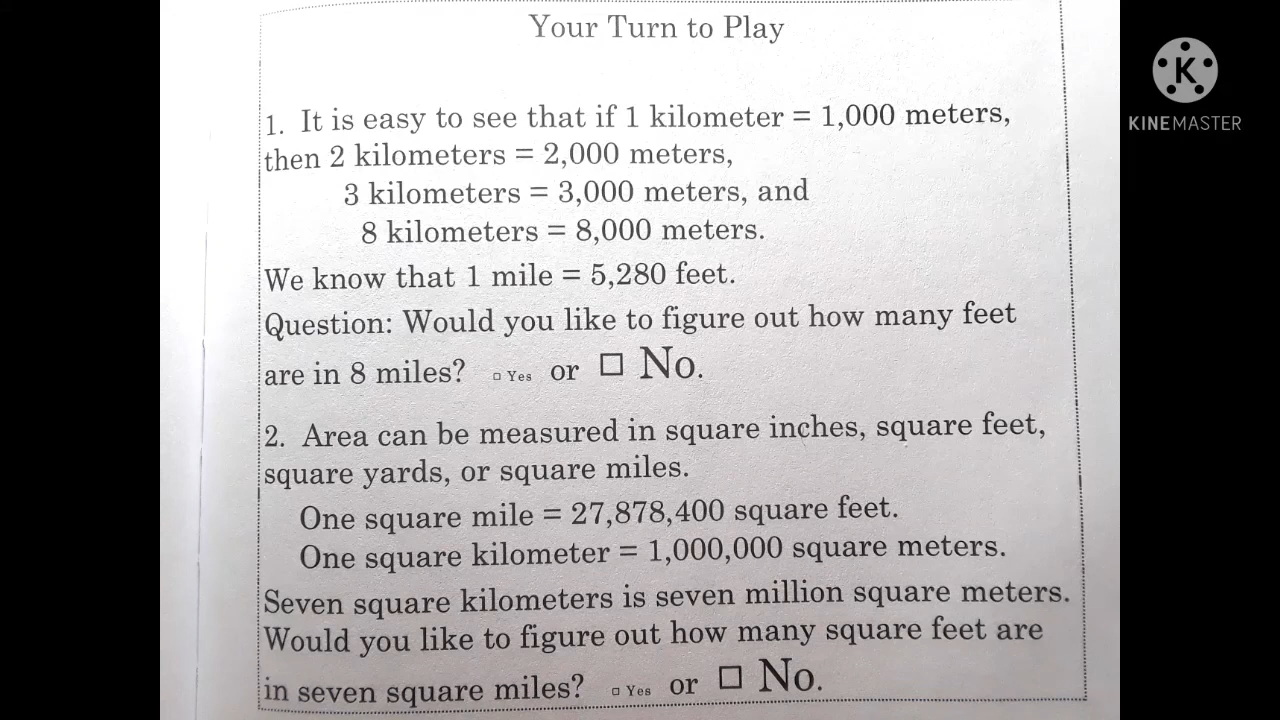 Your Turn to Play
1. It is easy to see that if 1 kilometer = 1,000 meters,
then 2 kilometers = 2,000 meters,
3 kilometers = 3,000 meters, and
8 kilometers = 8,000 meters.
We know that 1 mile = 5,280 feet.
Question: Would you like to figure out how many feet
are in 8 miles? □ Yes or □ No.
2. Area can be measured in square inches, square feet,
square yards, or square miles.
One square mile = 27,878,400 square feet.
One square kilometer = 1,000,000 square meters.
Seven square kilometers is seven million square meters.
Would you like to figure out how many square feet are
in seven square miles? □ Yes or □ No.
K
KINEMASTER